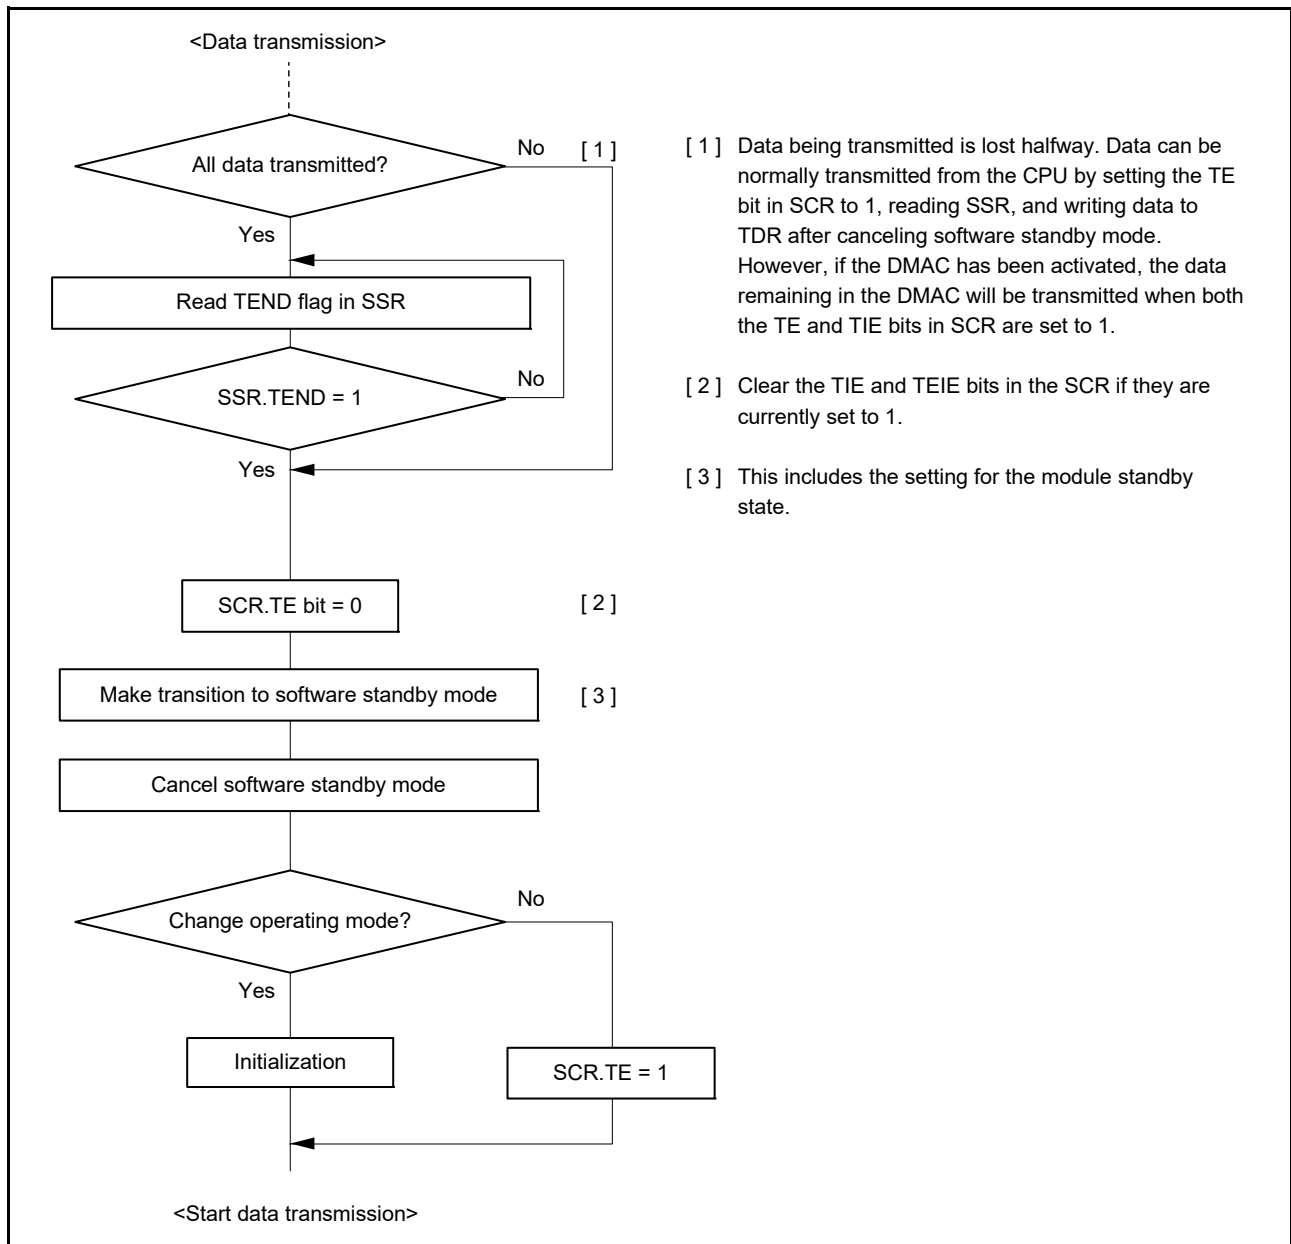 <Data transmission>
All data transmitted?
No
[ 1 ]
Yes
Read TEND flag in SSR
SSR.TEND = 1
No
Yes
SCR.TE bit = 0
[ 2 ]
Make transition to software standby mode
[ 3 ]
Cancel software standby mode
Change operating mode?
No
Yes
Initialization
SCR.TE = 1
<Start data transmission>
[ 1 ] Data being transmitted is lost halfway. Data can be
normally transmitted from the CPU by setting the TE
bit in SCR to 1, reading SSR, and writing data to
TDR after canceling software standby mode.
However, if the DMAC has been activated, the data
remaining in the DMAC will be transmitted when both
the TE and TIE bits in SCR are set to 1.
[ 2 ] Clear the TIE and TEIE bits in the SCR if they are
currently set to 1.
[ 3 ] This includes the setting for the module standby
state.